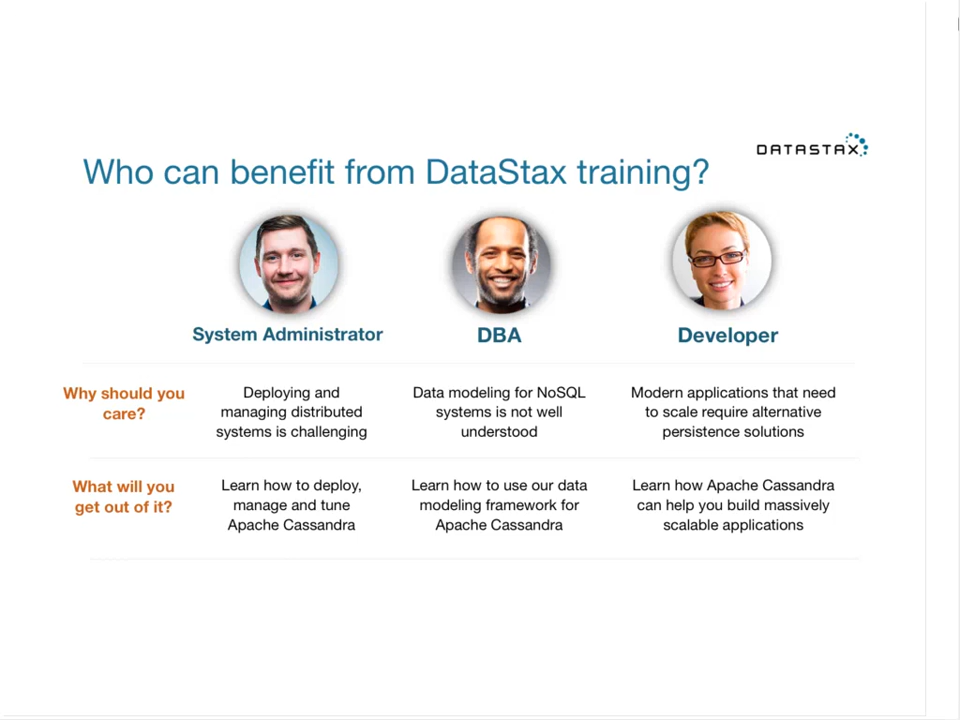 DATASTAX
Who can benefit from DataStax training?
System Administrator
DBA
Developer
Why should you
care?
Deploying and
managing distributed
systems is challenging
Data modeling for NoSQL
systems is not well
understood
Modern applications that need
to scale require alternative
persistence solutions
What will you
get out of it?
Learn how to deploy,
manage and tune
Apache Cassandra
Learn how to use our data
modeling framework for
Apache Cassandra
Learn how Apache Cassandra
can help you build massively
scalable applications